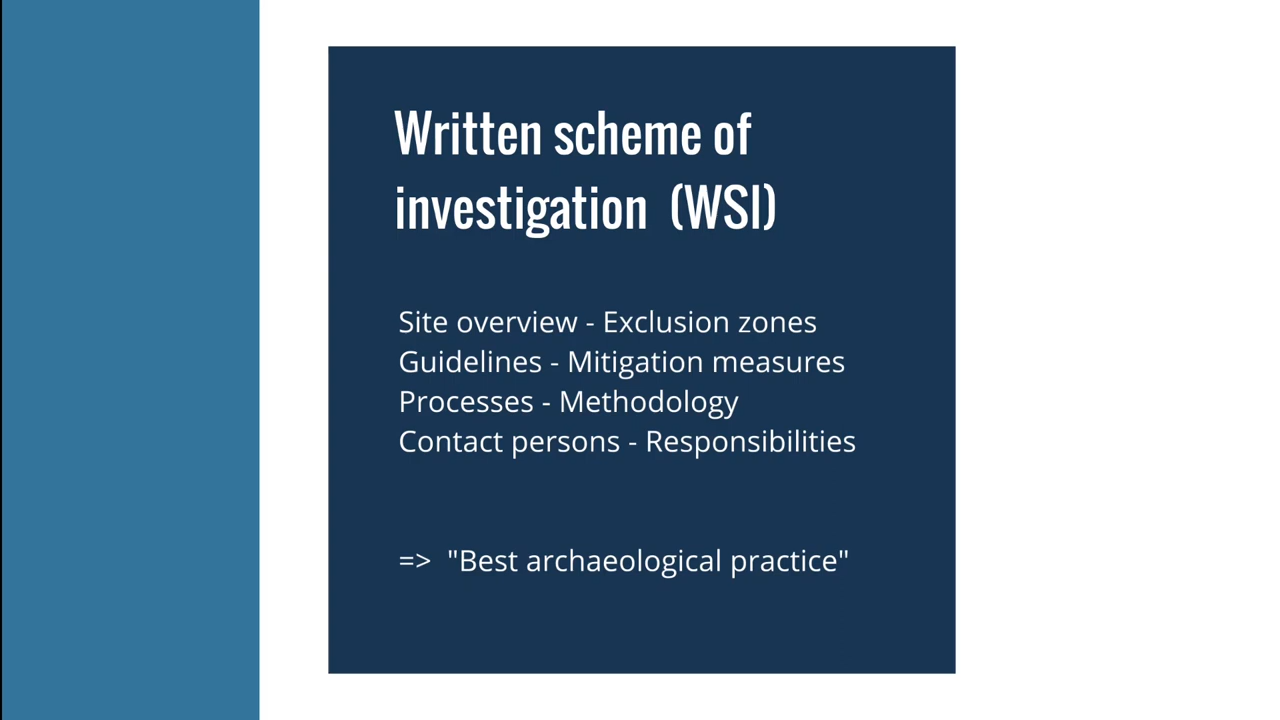 Written scheme of
investigation (WSI)
Site overview - Exclusion zones
Guidelines - Mitigation measures
Processes - Methodology
Contact persons - Responsibilities
=> "Best archaeological practice"